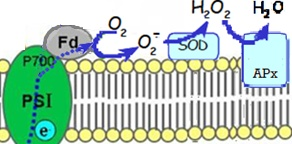 Fd
O₂
O₂⁻
H₂O₂
H₂O
P700
SOD
PSI
APx
e⁻